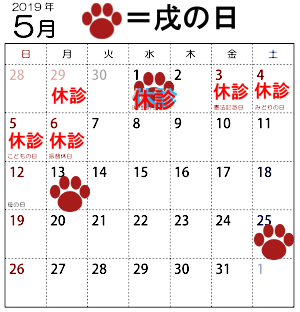 2019年
5月 =戌の日
日 月 火 水 木 金 土
28 29 30 1 2 3 4
休診 休診 休診 休診
憲法記念日 みどりの日
5 6 7 8 9 10 11
休診 休診
こどもの日 振替休日
12 13 14 15 16 17 18
母の日
19 20 21 22 23 24 25
26 27 28 29 30 31 1